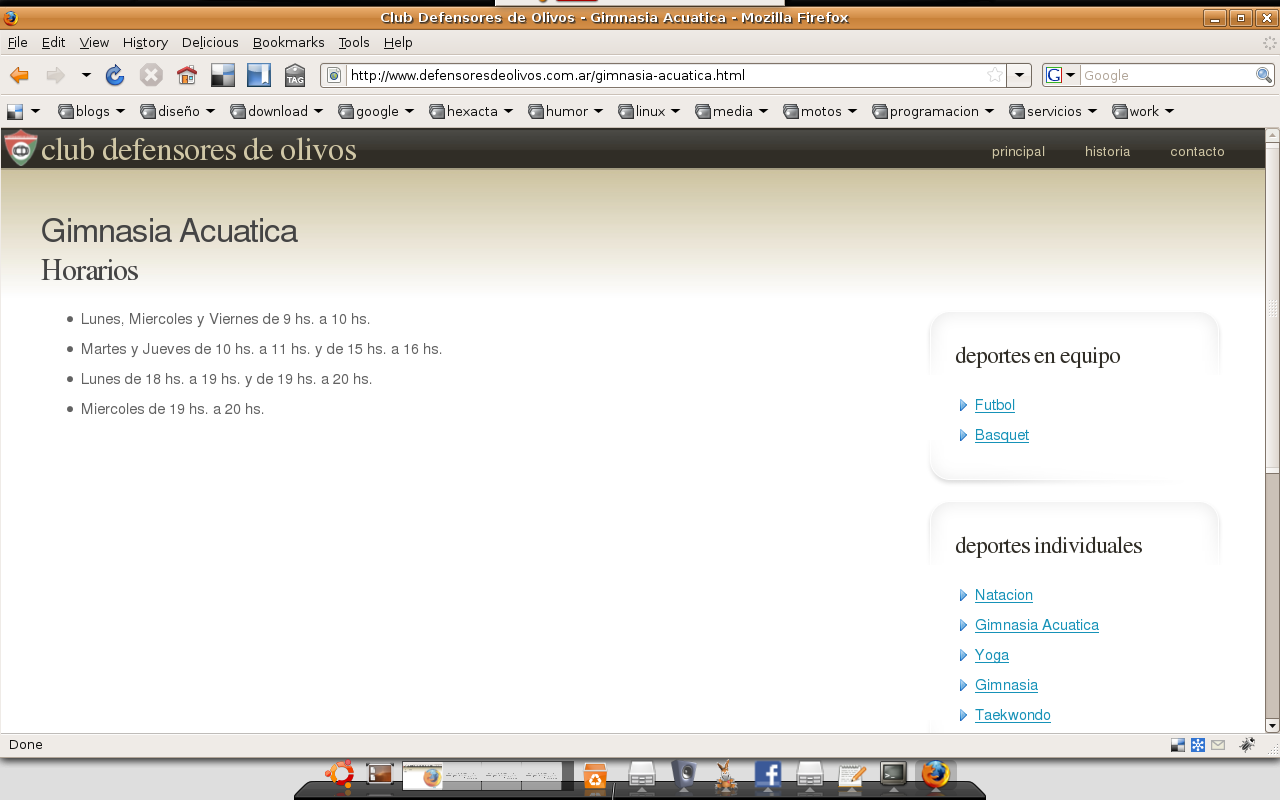 Club Defensores de Olivos - Gimnasia Acuatica - Mozilla Firefox
File Edit View History Delicious Bookmarks Tools Help
TAG http://www.defensoresdeolivos.com.ar/gimnasia-acuatica.html G Google
blogs diseño download google hexacta humor linux media motos programacion servicios work
club defensores de olivos principal historia contacto
Gimnasia Acuatica
Horarios
Lunes, Miercoles y Viernes de 9 hs. a 10 hs.
Martes y Jueves de 10 hs. a 11 hs. y de 15 hs. a 16 hs.
Lunes de 18 hs. a 19 hs. y de 19 hs. a 20 hs.
Miercoles de 19 hs. a 20 hs.
deportes en equipo
Futbol
Basquet
deportes individuales
Natacion
Gimnasia Acuatica
Yoga
Gimnasia
Taekwondo
Done